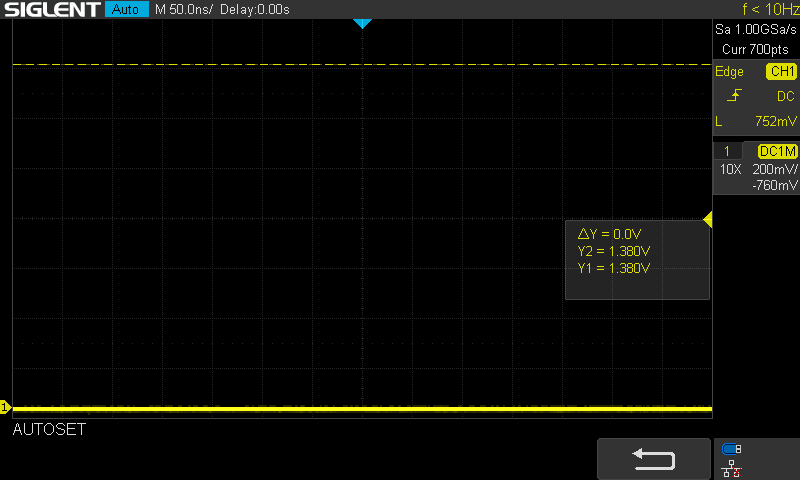 SIGLENT Auto M 50.0ns/ Delay:0.00s f < 10Hz
Sa 1.00GSa/s
Curr 700pts
Edge CH1
DC
L 752mV
1 DC1M
10X 200mV/
-760mV
△Y = 0.0V
Y2 = 1.380V
Y1 = 1.380V
1
AUTOSET